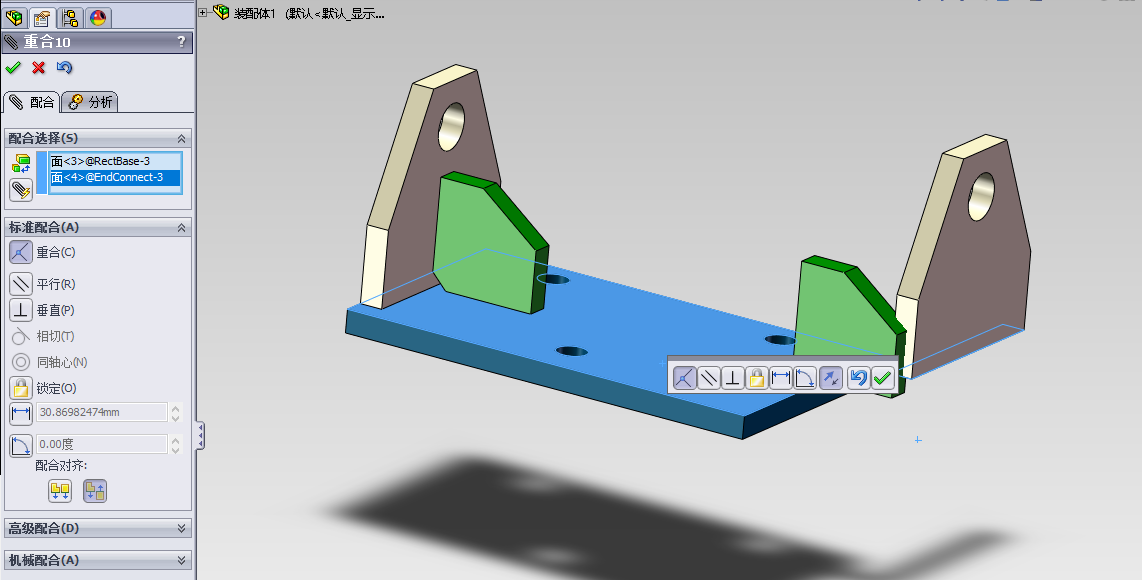 装配体1 (默认<默认_显示...
重合10 ?
配合 分析
配合选择(S)
面<3>@RectBase-3
面<4>@EndConnect-3
标准配合(A)
重合(C)
平行(R)
垂直(P)
相切(T)
同轴心(N)
锁定(O)
30.86982474mm
0.00度
配合对齐:
高级配合(D)
机械配合(A)